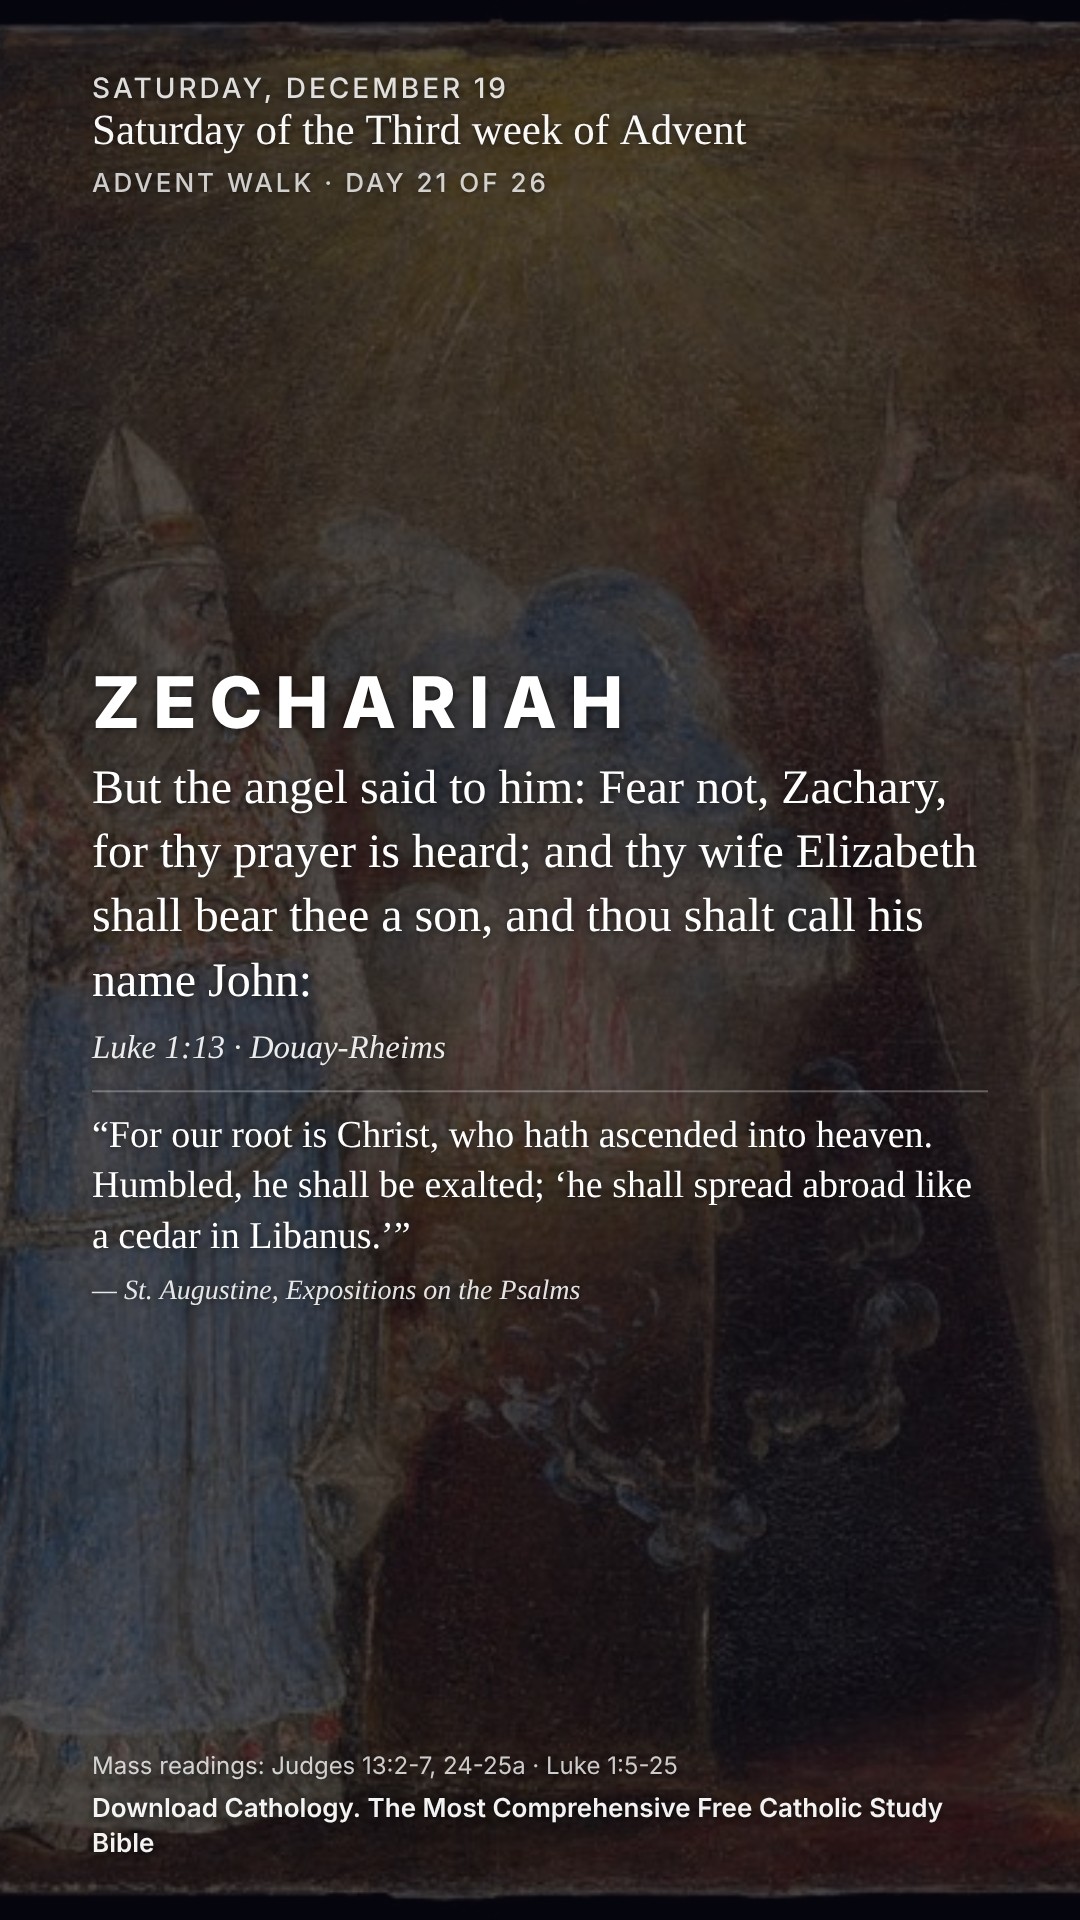 SATURDAY, DECEMBER 19
Saturday of the Third week of Advent
ADVENT WALK · DAY 21 OF 26
ZECHARIAH
But the angel said to him: Fear not, Zachary,
for thy prayer is heard; and thy wife Elizabeth
shall bear thee a son, and thou shalt call his
name John:
Luke 1:13 · Douay-Rheims
“For our root is Christ, who hath ascended into heaven.
Humbled, he shall be exalted; ‘he shall spread abroad like
a cedar in Libanus.’”
— St. Augustine, Expositions on the Psalms
Mass readings: Judges 13:2-7, 24-25a · Luke 1:5-25
Download Cathology. The Most Comprehensive Free Catholic Study
Bible